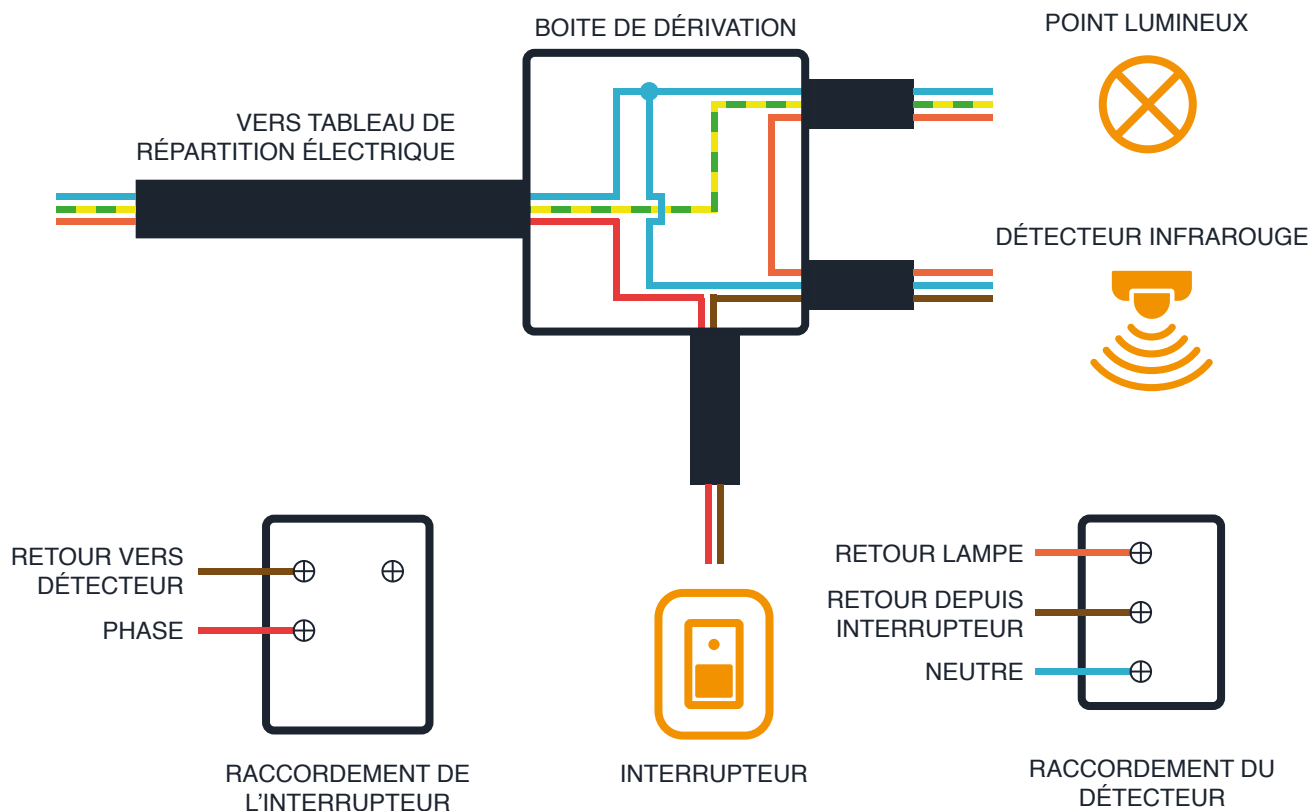 BOITE DE DÉRIVATION
POINT LUMINEUX
VERS TABLEAU DE
RÉPARTITION ÉLECTRIQUE
DÉTECTEUR INFRAROUGE
RETOUR VERS
DÉTECTEUR
PHASE
RETOUR LAMPE
RETOUR DEPUIS
INTERRUPTEUR
NEUTRE
RACCORDEMENT DE
L'INTERRUPTEUR
INTERRUPTEUR
RACCORDEMENT DU
DÉTECTEUR